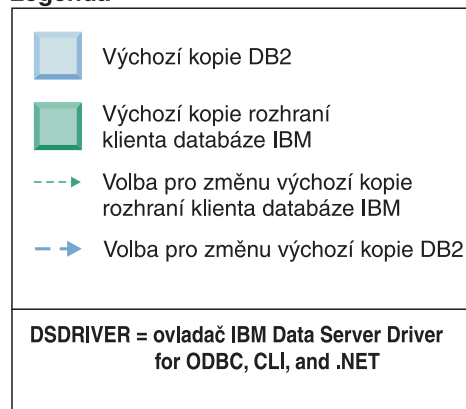 Legenda
Výchozí kopie DB2
Výchozí kopie rozhraní
klienta databáze IBM
Volba pro změnu výchozí kopie
rozhraní klienta databáze IBM
Volba pro změnu výchozí kopie DB2
DSDRIVER = ovladač IBM Data Server Driver
for ODBC, CLI, and .NET